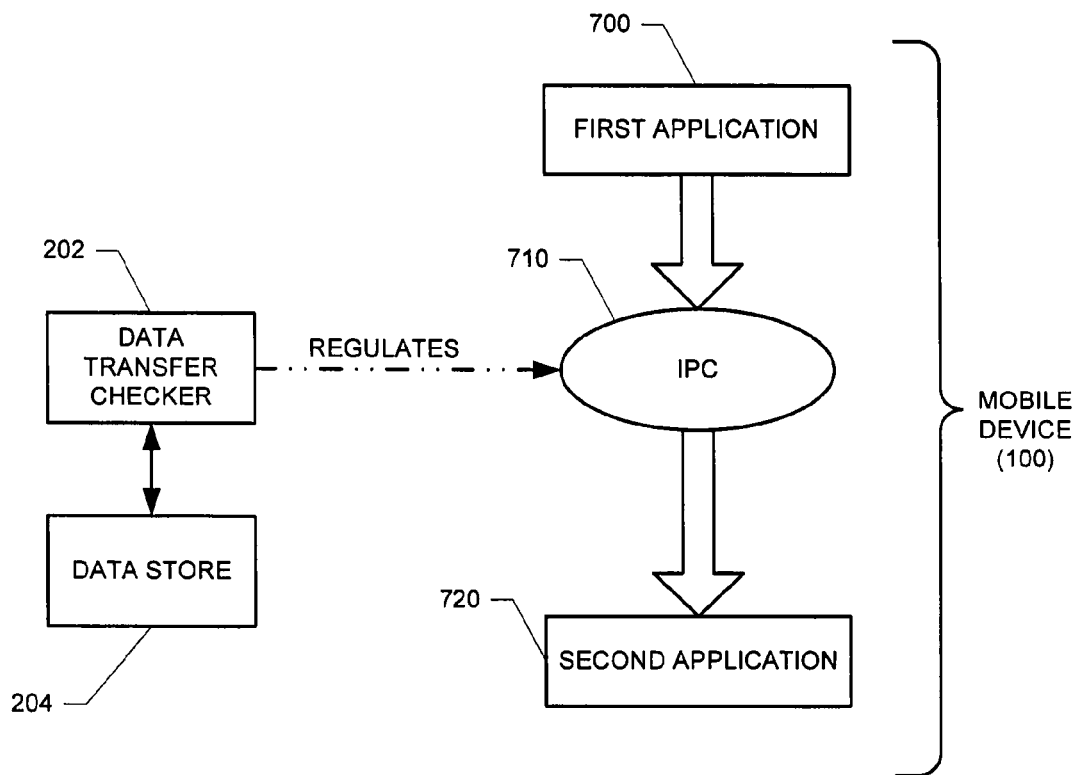 700
FIRST APPLICATION
202
710
DATA
TRANSFER
CHECKER
REGULATES
IPC
MOBILE
DEVICE
(100)
DATA STORE
720
SECOND APPLICATION
204